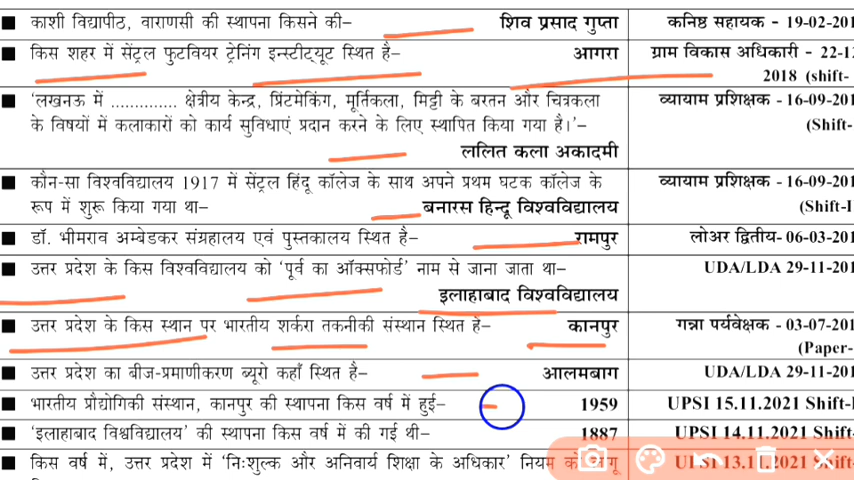 ■ काशी विद्यापीठ, वाराणसी की स्थापना किसने की– शिव प्रसाद गुप्ता कनिष्ठ सहायक - 19-02-201
■ किस शहर में सेंट्रल फुटवियर ट्रेनिंग इन्स्टीट्यूट स्थित है– आगरा ग्राम विकास अधिकारी - 22-1
2018 (shift-
■ 'लखनऊ में .............. क्षेत्रीय केन्द्र, प्रिंटमेकिंग, मूर्तिकला, मिट्टी के बरतन और चित्रकला व्यायाम प्रशिक्षक -16-09-201
के विषयों में कलाकारों को कार्य सुविधाएं प्रदान करने के लिए स्थापित किया गया है।'– (Shift-
ललित कला अकादमी
■ कौन-सा विश्वविद्यालय 1917 में सेंट्रल हिंदू कॉलेज के साथ अपने प्रथम घटक कॉलेज के व्यायाम प्रशिक्षक -16-09-201
रूप में शुरू किया गया था– बनारस हिन्दू विश्वविद्यालय (Shift-I
■ डॉ. भीमराव अम्बेडकर संग्रहालय एवं पुस्तकालय स्थित है– रामपुर लोअर द्वितीय- 06-03-201
■ उत्तर प्रदेश के किस विश्वविद्यालय को 'पूर्व का ऑक्सफोर्ड' नाम से जाना जाता था– UDA/LDA 29-11-201
इलाहाबाद विश्वविद्यालय
■ उत्तर प्रदेश के किस स्थान पर भारतीय शर्करा तकनीकी संस्थान स्थित है– कानपुर गन्ना पर्यवेक्षक - 03-07-201
(Paper-
■ उत्तर प्रदेश का बीज-प्रमाणीकरण ब्यूरो कहाँ स्थित है– आलमबाग UDA/LDA 29-11-201
■ भारतीय प्रौद्योगिकी संस्थान, कानपुर की स्थापना किस वर्ष में हुई– 1959 UPSI 15.11.2021 Shift-I
■ 'इलाहाबाद विश्वविद्यालय' की स्थापना किस वर्ष में की गई थी– 1887 UPSI 14.11.2021 Shift-
■ किस वर्ष में, उत्तर प्रदेश में 'निःशुल्क और अनिवार्य शिक्षा के अधिकार' नियम को लागू UPSI 13.11.2021 Shift-